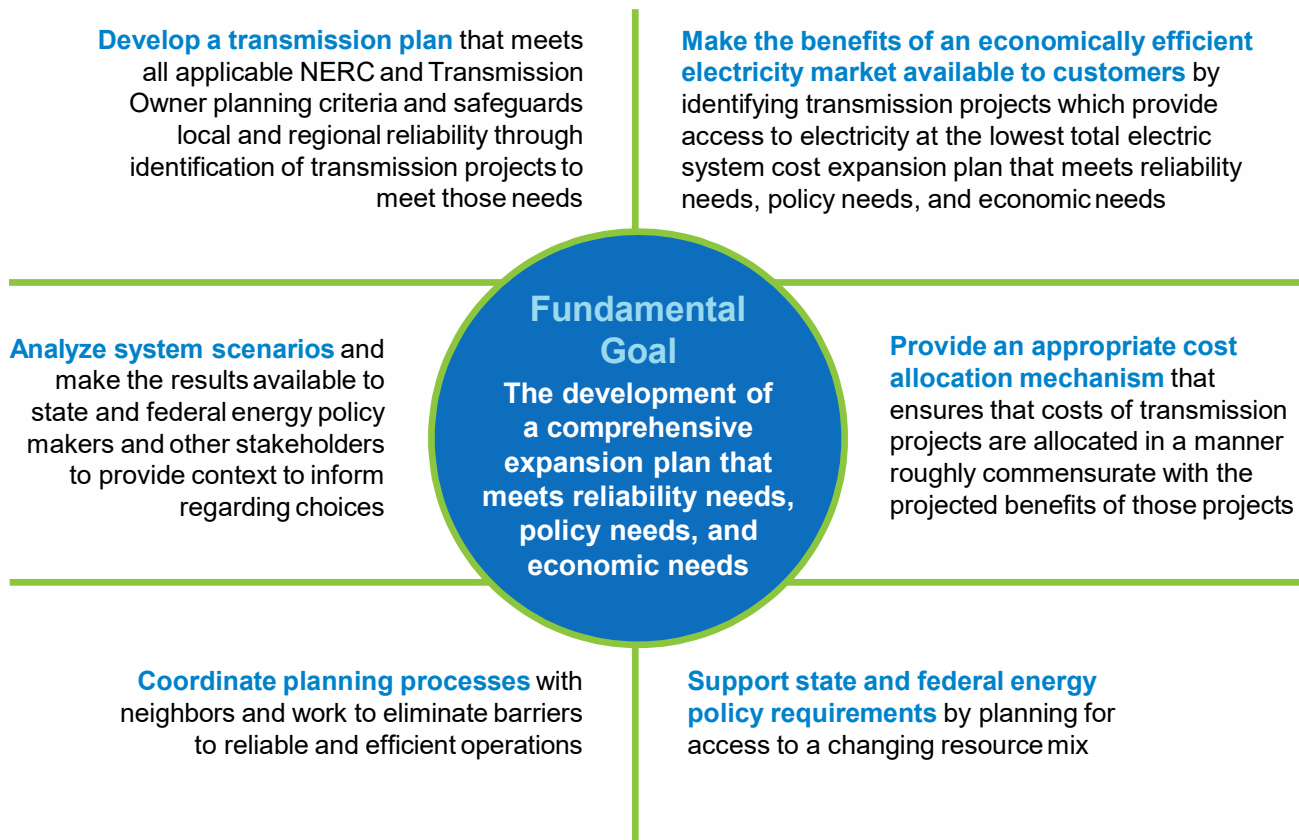 Develop a transmission plan that meets
all applicable NERC and Transmission
Owner planning criteria and safeguards
local and regional reliability through
identification of transmission projects to
meet those needs
Make the benefits of an economically efficient
electricity market available to customers by
identifying transmission projects which provide
access to electricity at the lowest total electric
system cost expansion plan that meets reliability
needs, policy needs, and economic needs
Analyze system scenarios and
make the results available to
state and federal energy policy
makers and other stakeholders
to provide context to inform
regarding choices
Fundamental
Goal
The development of
a comprehensive
expansion plan that
meets reliability needs,
policy needs, and
economic needs
Provide an appropriate cost
allocation mechanism that
ensures that costs of transmission
projects are allocated in a manner
roughly commensurate with the
projected benefits of those projects
Coordinate planning processes with
neighbors and work to eliminate barriers
to reliable and efficient operations
Support state and federal energy
policy requirements by planning for
access to a changing resource mix